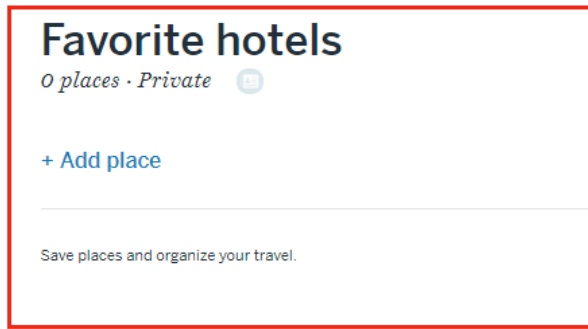 Favorite hotels
0 places · Private
+ Add place
Save places and organize your travel.